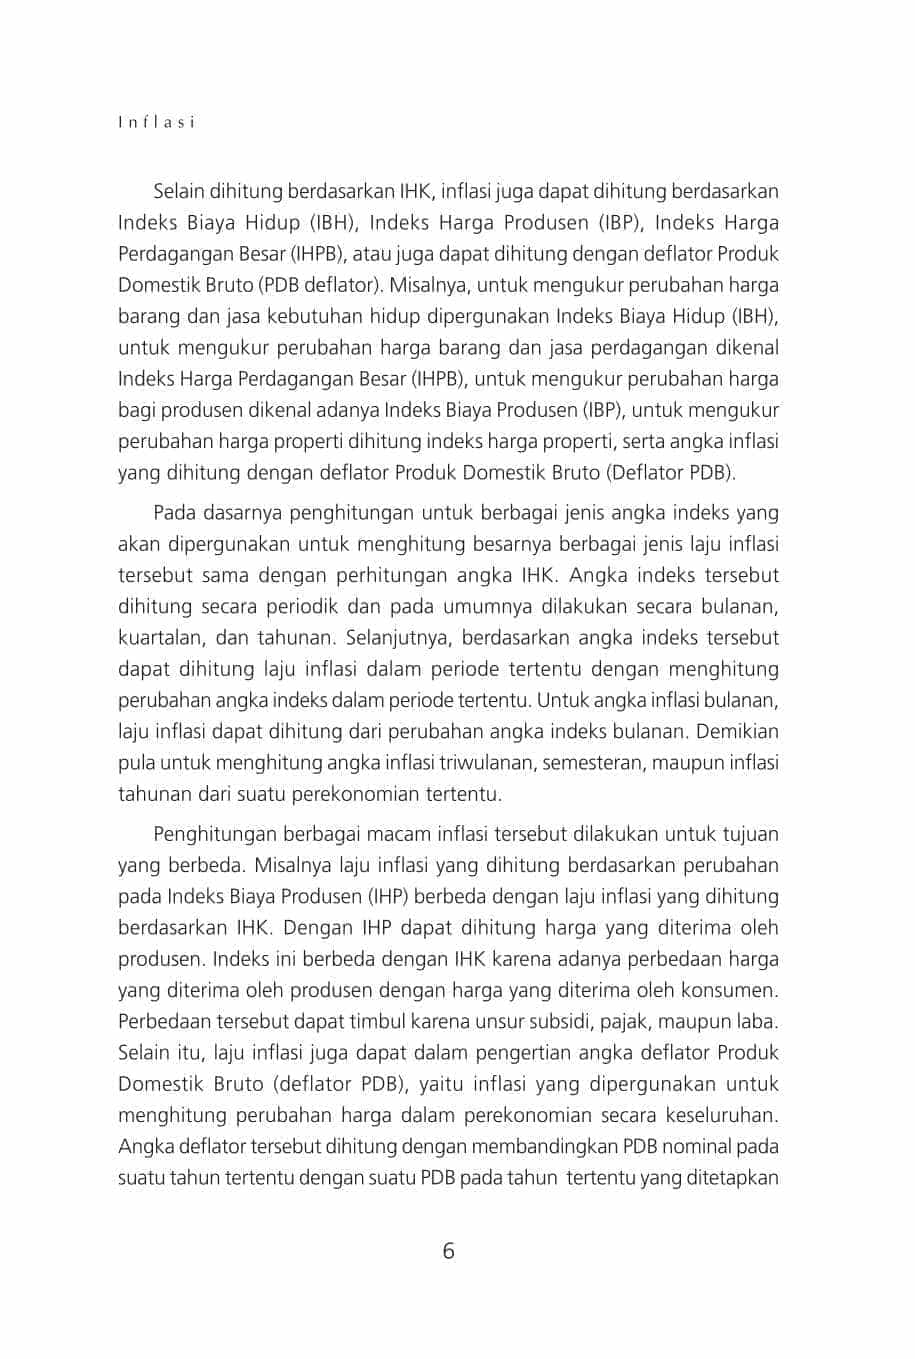 Inflasi
Selain dihitung berdasarkan IHK, inflasi juga dapat dihitung berdasarkan
Indeks Biaya Hidup (IBH), Indeks Harga Produsen (IBP), Indeks Harga
Perdagangan Besar (IHPB), atau juga dapat dihitung dengan deflator Produk
Domestik Bruto (PDB deflator). Misalnya, untuk mengukur perubahan harga
barang dan jasa kebutuhan hidup dipergunakan Indeks Biaya Hidup (IBH),
untuk mengukur perubahan harga barang dan jasa perdagangan dikenal
Indeks Harga Perdagangan Besar (IHPB), untuk mengukur perubahan harga
bagi produsen dikenal adanya Indeks Biaya Produsen (IBP), untuk mengukur
perubahan harga properti dihitung indeks harga properti, serta angka inflasi
yang dihitung dengan deflator Produk Domestik Bruto (Deflator PDB).
Pada dasarnya penghitungan untuk berbagai jenis angka indeks yang
akan dipergunakan untuk menghitung besarnya berbagai jenis laju inflasi
tersebut sama dengan perhitungan angka IHK. Angka indeks tersebut
dihitung secara periodik dan pada umumnya dilakukan secara bulanan,
kuartalan, dan tahunan. Selanjutnya, berdasarkan angka indeks tersebut
dapat dihitung laju inflasi dalam periode tertentu dengan menghitung
perubahan angka indeks dalam periode tertentu. Untuk angka inflasi bulanan,
laju inflasi dapat dihitung dari perubahan angka indeks bulanan. Demikian
pula untuk menghitung angka inflasi triwulanan, semesteran, maupun inflasi
tahunan dari suatu perekonomian tertentu.
Penghitungan berbagai macam inflasi tersebut dilakukan untuk tujuan
yang berbeda. Misalnya laju inflasi yang dihitung berdasarkan perubahan
pada Indeks Biaya Produsen (IHP) berbeda dengan laju inflasi yang dihitung
berdasarkan IHK. Dengan IHP dapat dihitung harga yang diterima oleh
produsen. Indeks ini berbeda dengan IHK karena adanya perbedaan harga
yang diterima oleh produsen dengan harga yang diterima oleh konsumen.
Perbedaan tersebut dapat timbul karena unsur subsidi, pajak, maupun laba.
Selain itu, laju inflasi juga dapat dalam pengertian angka deflator Produk
Domestik Bruto (deflator PDB), yaitu inflasi yang dipergunakan untuk
menghitung perubahan harga dalam perekonomian secara keseluruhan.
Angka deflator tersebut dihitung dengan membandingkan PDB nominal pada
suatu tahun tertentu dengan suatu PDB pada tahun tertentu yang ditetapkan
6